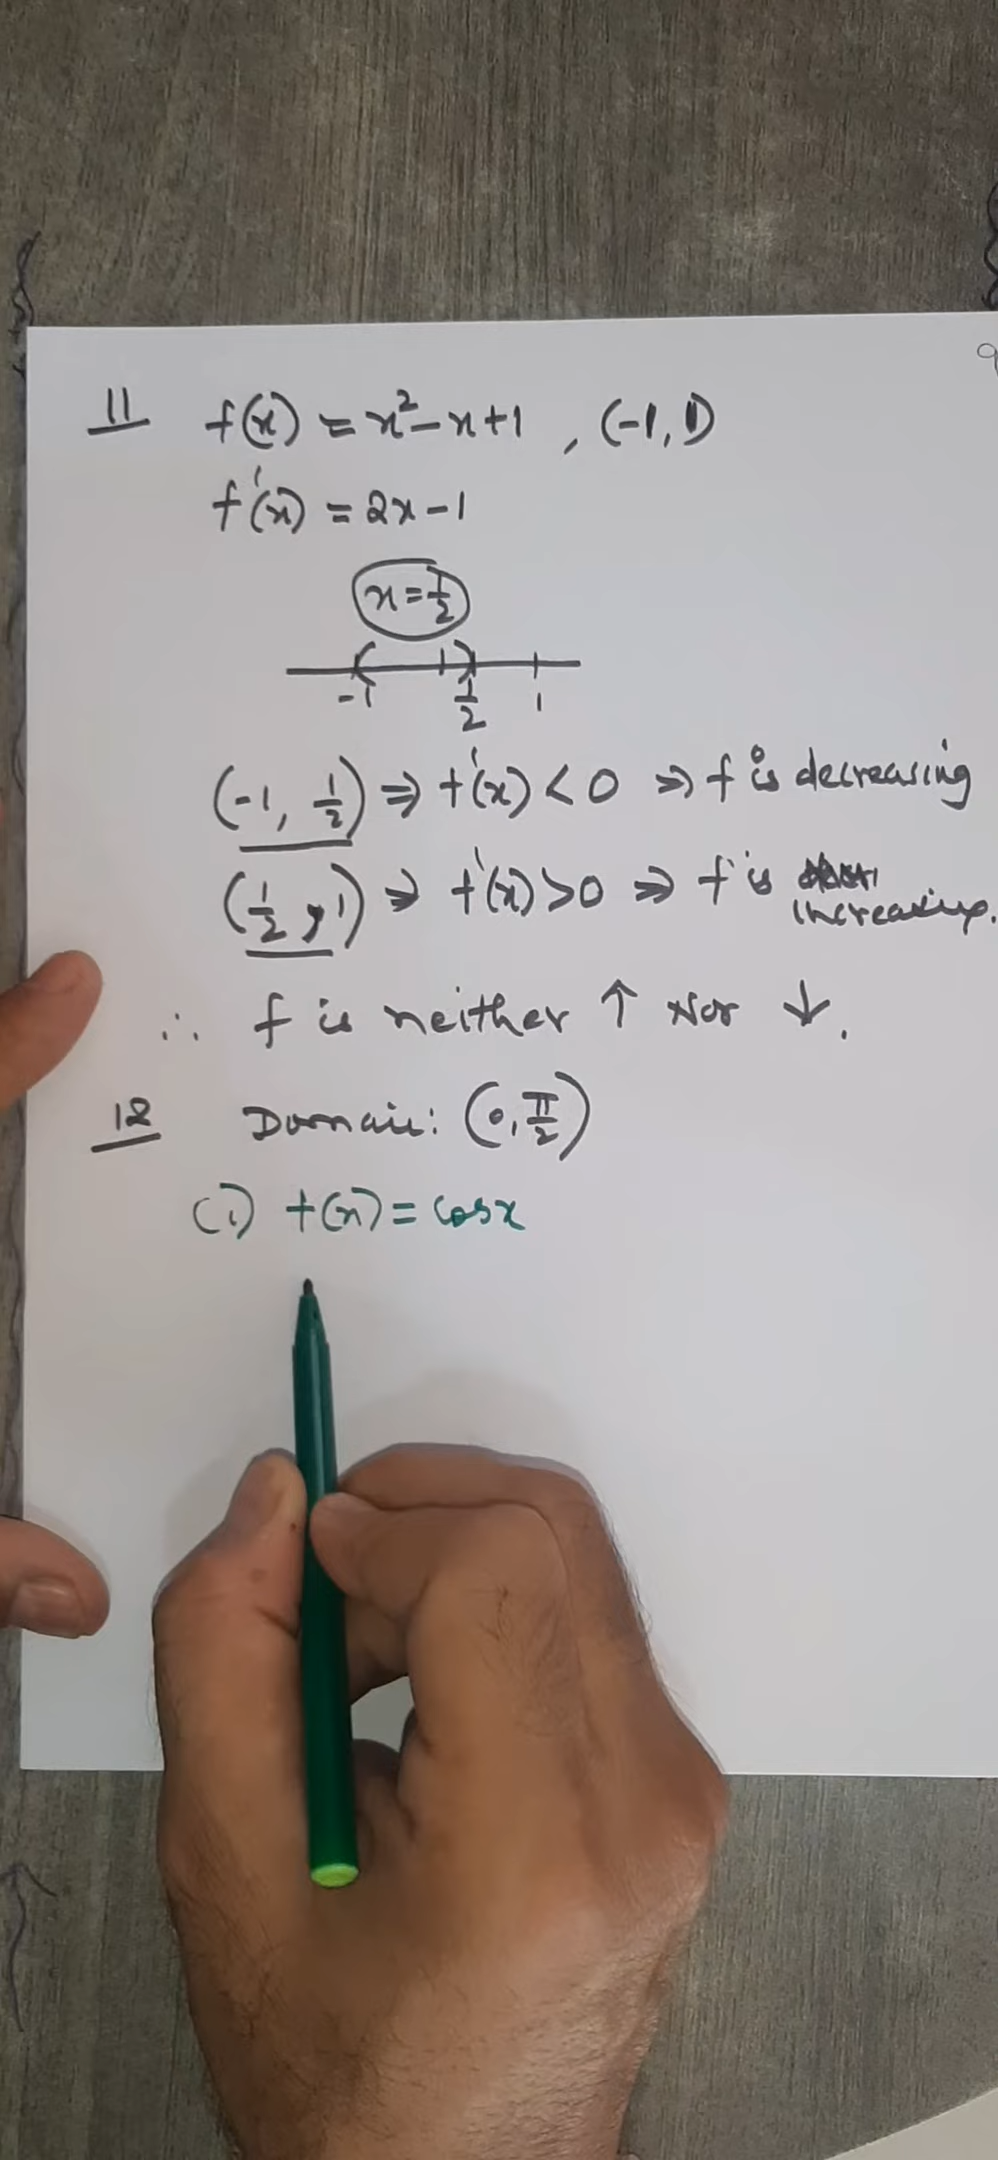 11 f(x) = x² - x + 1 , (-1, 1)
f'(x) = 2x - 1
x = 1/2
-1 1/2 1
(-1, 1/2) ⇒ f'(x) < 0 ⇒ f is decreasing
(1/2, 1) ⇒ f'(x) > 0 ⇒ f is increasing.
∴ f is neither ↑ Nor ↓.
12 Domain: (0, π/2)
(i) f(x) = cosx